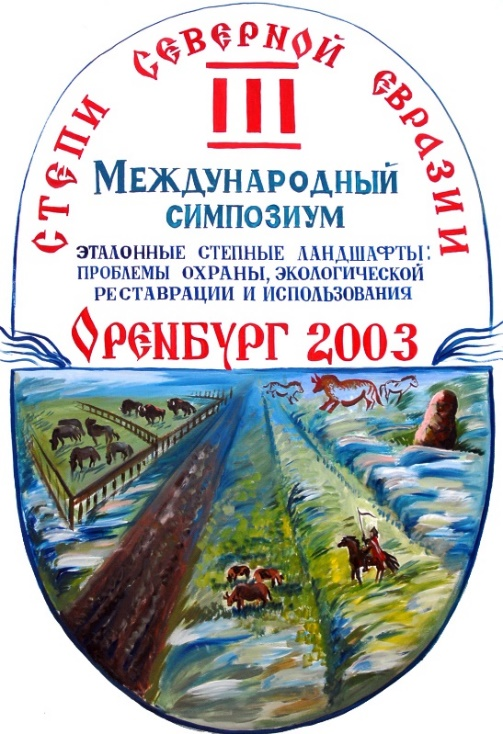 Степи Северной Евразии
III
Международный
симпозиум
эталонные степные ландшафты:
проблемы охраны, экологической
реставрации и использования
Оренбург 2003